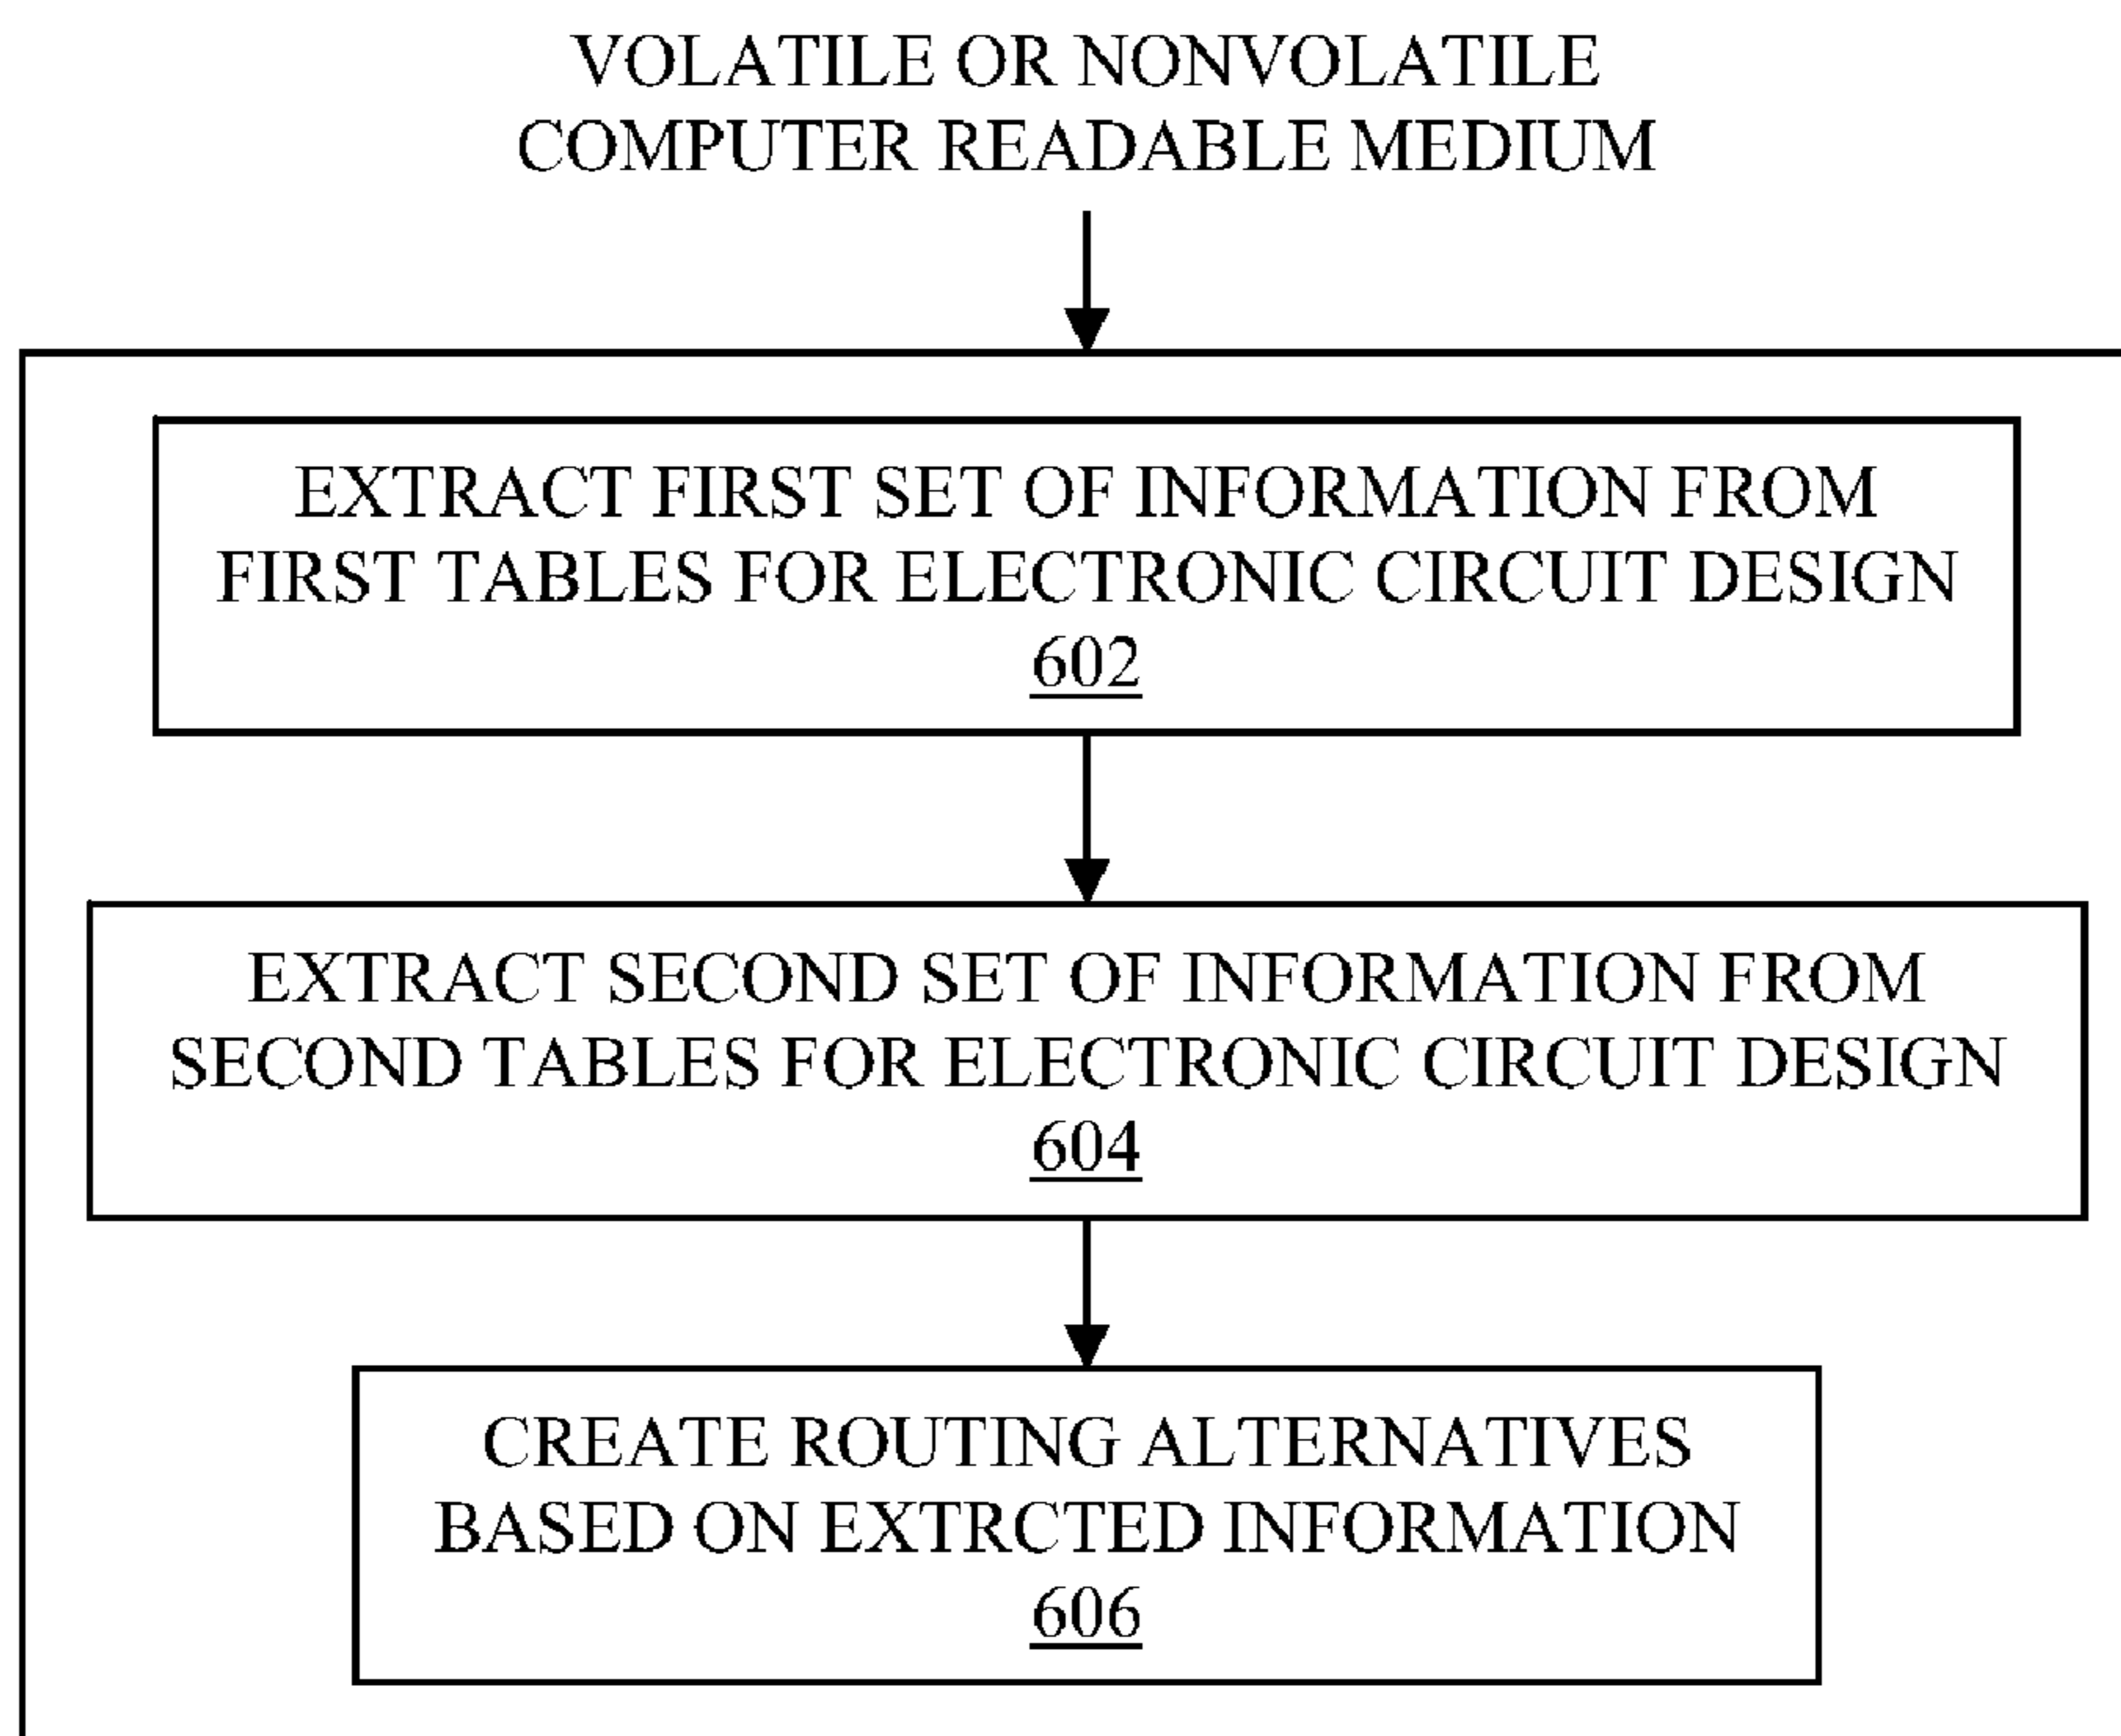 VOLATILE OR NONVOLATILE
COMPUTER READABLE MEDIUM
EXTRACT FIRST SET OF INFORMATION FROM
FIRST TABLES FOR ELECTRONIC CIRCUIT DESIGN
602
EXTRACT SECOND SET OF INFORMATION FROM
SECOND TABLES FOR ELECTRONIC CIRCUIT DESIGN
604
CREATE ROUTING ALTERNATIVES
BASED ON EXTRCTED INFORMATION
606